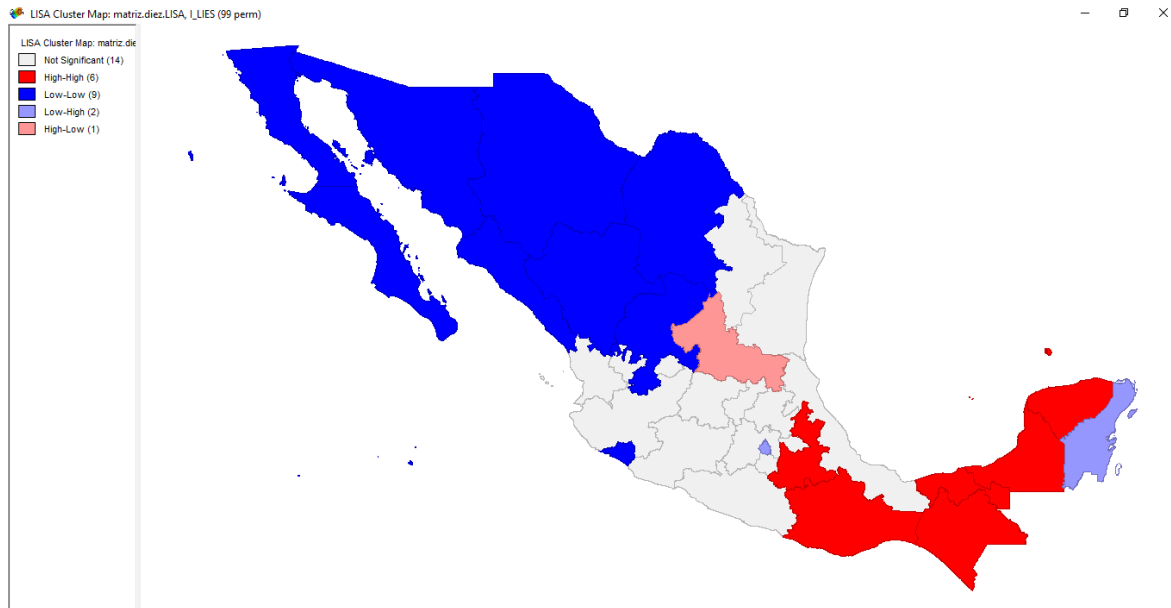 LISA Cluster Map: matriz.diez.LISA, I_LIES (99 perm)
LISA Cluster Map: matriz.die
Not Significant (14)
High-High (6)
Low-Low (9)
Low-High (2)
High-Low (1)